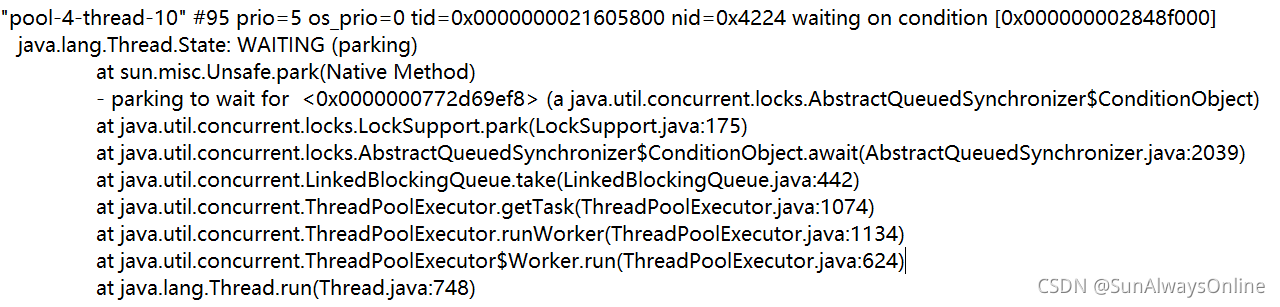 "pool-4-thread-10" #95 prio=5 os_prio=0 tid=0x0000000021605800 nid=0x4224 waiting on condition [0x000000002848f000]
java.lang.Thread.State: WAITING (parking)
at sun.misc.Unsafe.park(Native Method)
- parking to wait for <0x0000000772d69ef8> (a java.util.concurrent.locks.AbstractQueuedSynchronizer$ConditionObject)
at java.util.concurrent.locks.LockSupport.park(LockSupport.java:175)
at java.util.concurrent.locks.AbstractQueuedSynchronizer$ConditionObject.await(AbstractQueuedSynchronizer.java:2039)
at java.util.concurrent.LinkedBlockingQueue.take(LinkedBlockingQueue.java:442)
at java.util.concurrent.ThreadPoolExecutor.getTask(ThreadPoolExecutor.java:1074)
at java.util.concurrent.ThreadPoolExecutor.runWorker(ThreadPoolExecutor.java:1134)
at java.util.concurrent.ThreadPoolExecutor$Worker.run(ThreadPoolExecutor.java:624)
at java.lang.Thread.run(Thread.java:748)
CSDN @SunAlwaysOnline